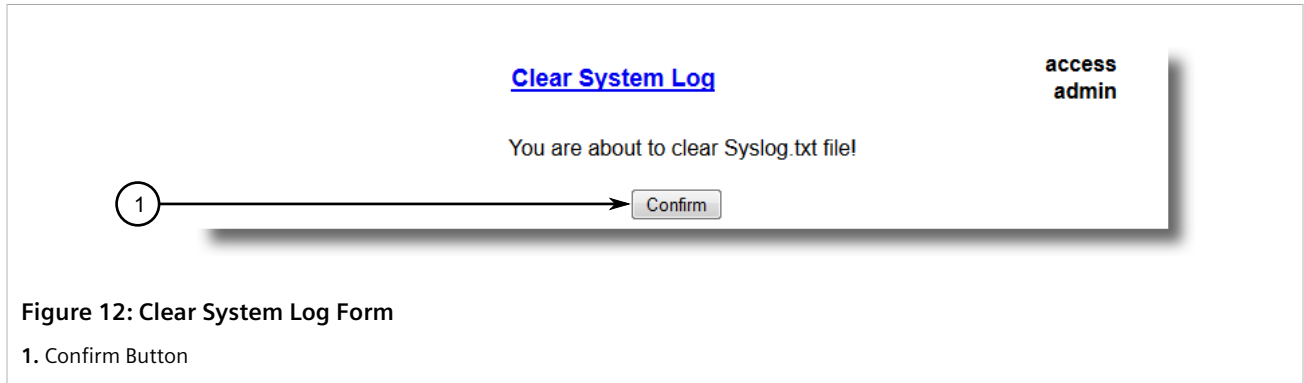 Clear System Log
access
admin
You are about to clear Syslog.txt file!
1
Confirm
Figure 12: Clear System Log Form
1. Confirm Button